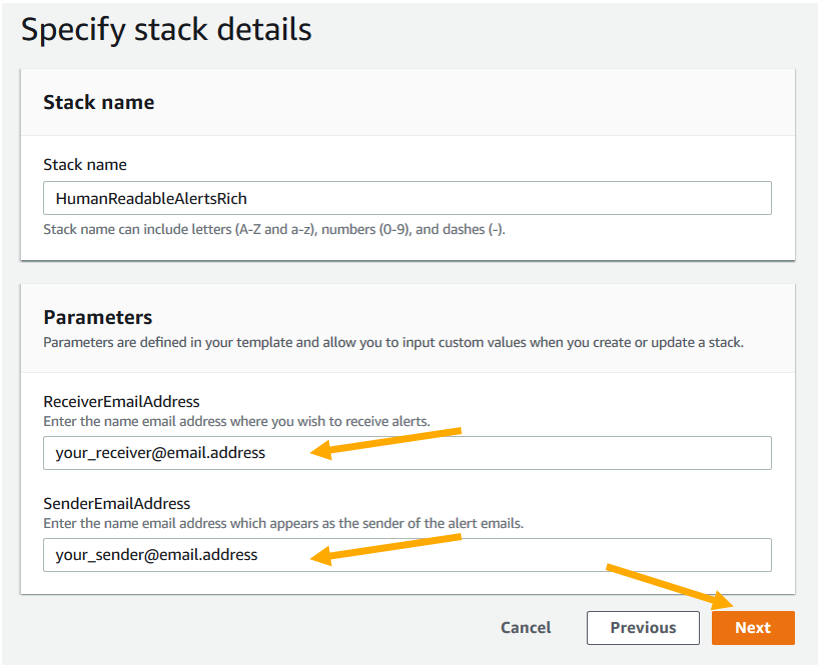 Specify stack details
Stack name
Stack name
HumanReadableAlertsRich
Stack name can include letters (A-Z and a-z), numbers (0-9), and dashes (-).
Parameters
Parameters are defined in your template and allow you to input custom values when you create or update a stack.
ReceiverEmailAddress
Enter the name email address where you wish to receive alerts.
your_receiver@email.address
SenderEmailAddress
Enter the name email address which appears as the sender of the alert emails.
your_sender@email.address
Cancel Previous Next